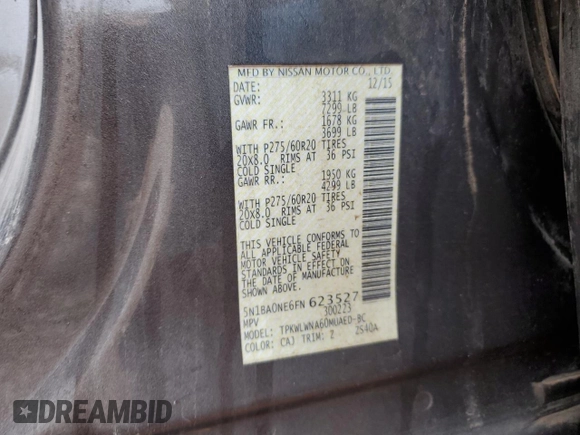 MFD BY NISSAN MOTOR CO., LTD.
DATE: 12/15
GVWR: 3311 KG
7299 LB
GAWR FR.: 1678 KG
3699 LB
WITH P275/60R20 TIRES
20X8.0 RIMS AT 36 PSI
COLD SINGLE
GAWR RR.: 1950 KG
4299 LB
WITH P275/60R20 TIRES
20X8.0 RIMS AT 36 PSI
COLD SINGLE
THIS VEHICLE CONFORMS TO
ALL APPLICABLE FEDERAL
MOTOR VEHICLE SAFETY
STANDARDS IN EFFECT ON
THE DATE OF MANUFACTURE
SHOWN ABOVE.
5N1BA0NE6FN 623527
MPV 300223
MODEL: TPKWLWNA60MUAED-BC
COLOR: CAJ TRIM: Z 2S40A
DREAMBID